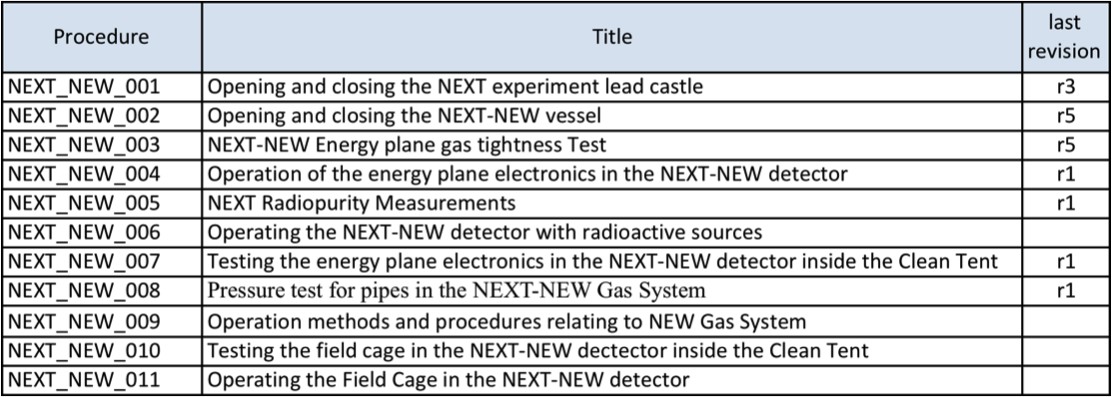 Procedure Title last revision
NEXT_NEW_001 Opening and closing the NEXT experiment lead castle r3
NEXT_NEW_002 Opening and closing the NEXT-NEW vessel r5
NEXT_NEW_003 NEXT-NEW Energy plane gas tightness Test r5
NEXT_NEW_004 Operation of the energy plane electronics in the NEXT-NEW detector r1
NEXT_NEW_005 NEXT Radiopurity Measurements r1
NEXT_NEW_006 Operating the NEXT-NEW detector with radioactive sources
NEXT_NEW_007 Testing the energy plane electronics in the NEXT-NEW detector inside the Clean Tent r1
NEXT_NEW_008 Pressure test for pipes in the NEXT-NEW Gas System r1
NEXT_NEW_009 Operation methods and procedures relating to NEW Gas System
NEXT_NEW_010 Testing the field cage in the NEXT-NEW dectector inside the Clean Tent
NEXT_NEW_011 Operating the Field Cage in the NEXT-NEW detector